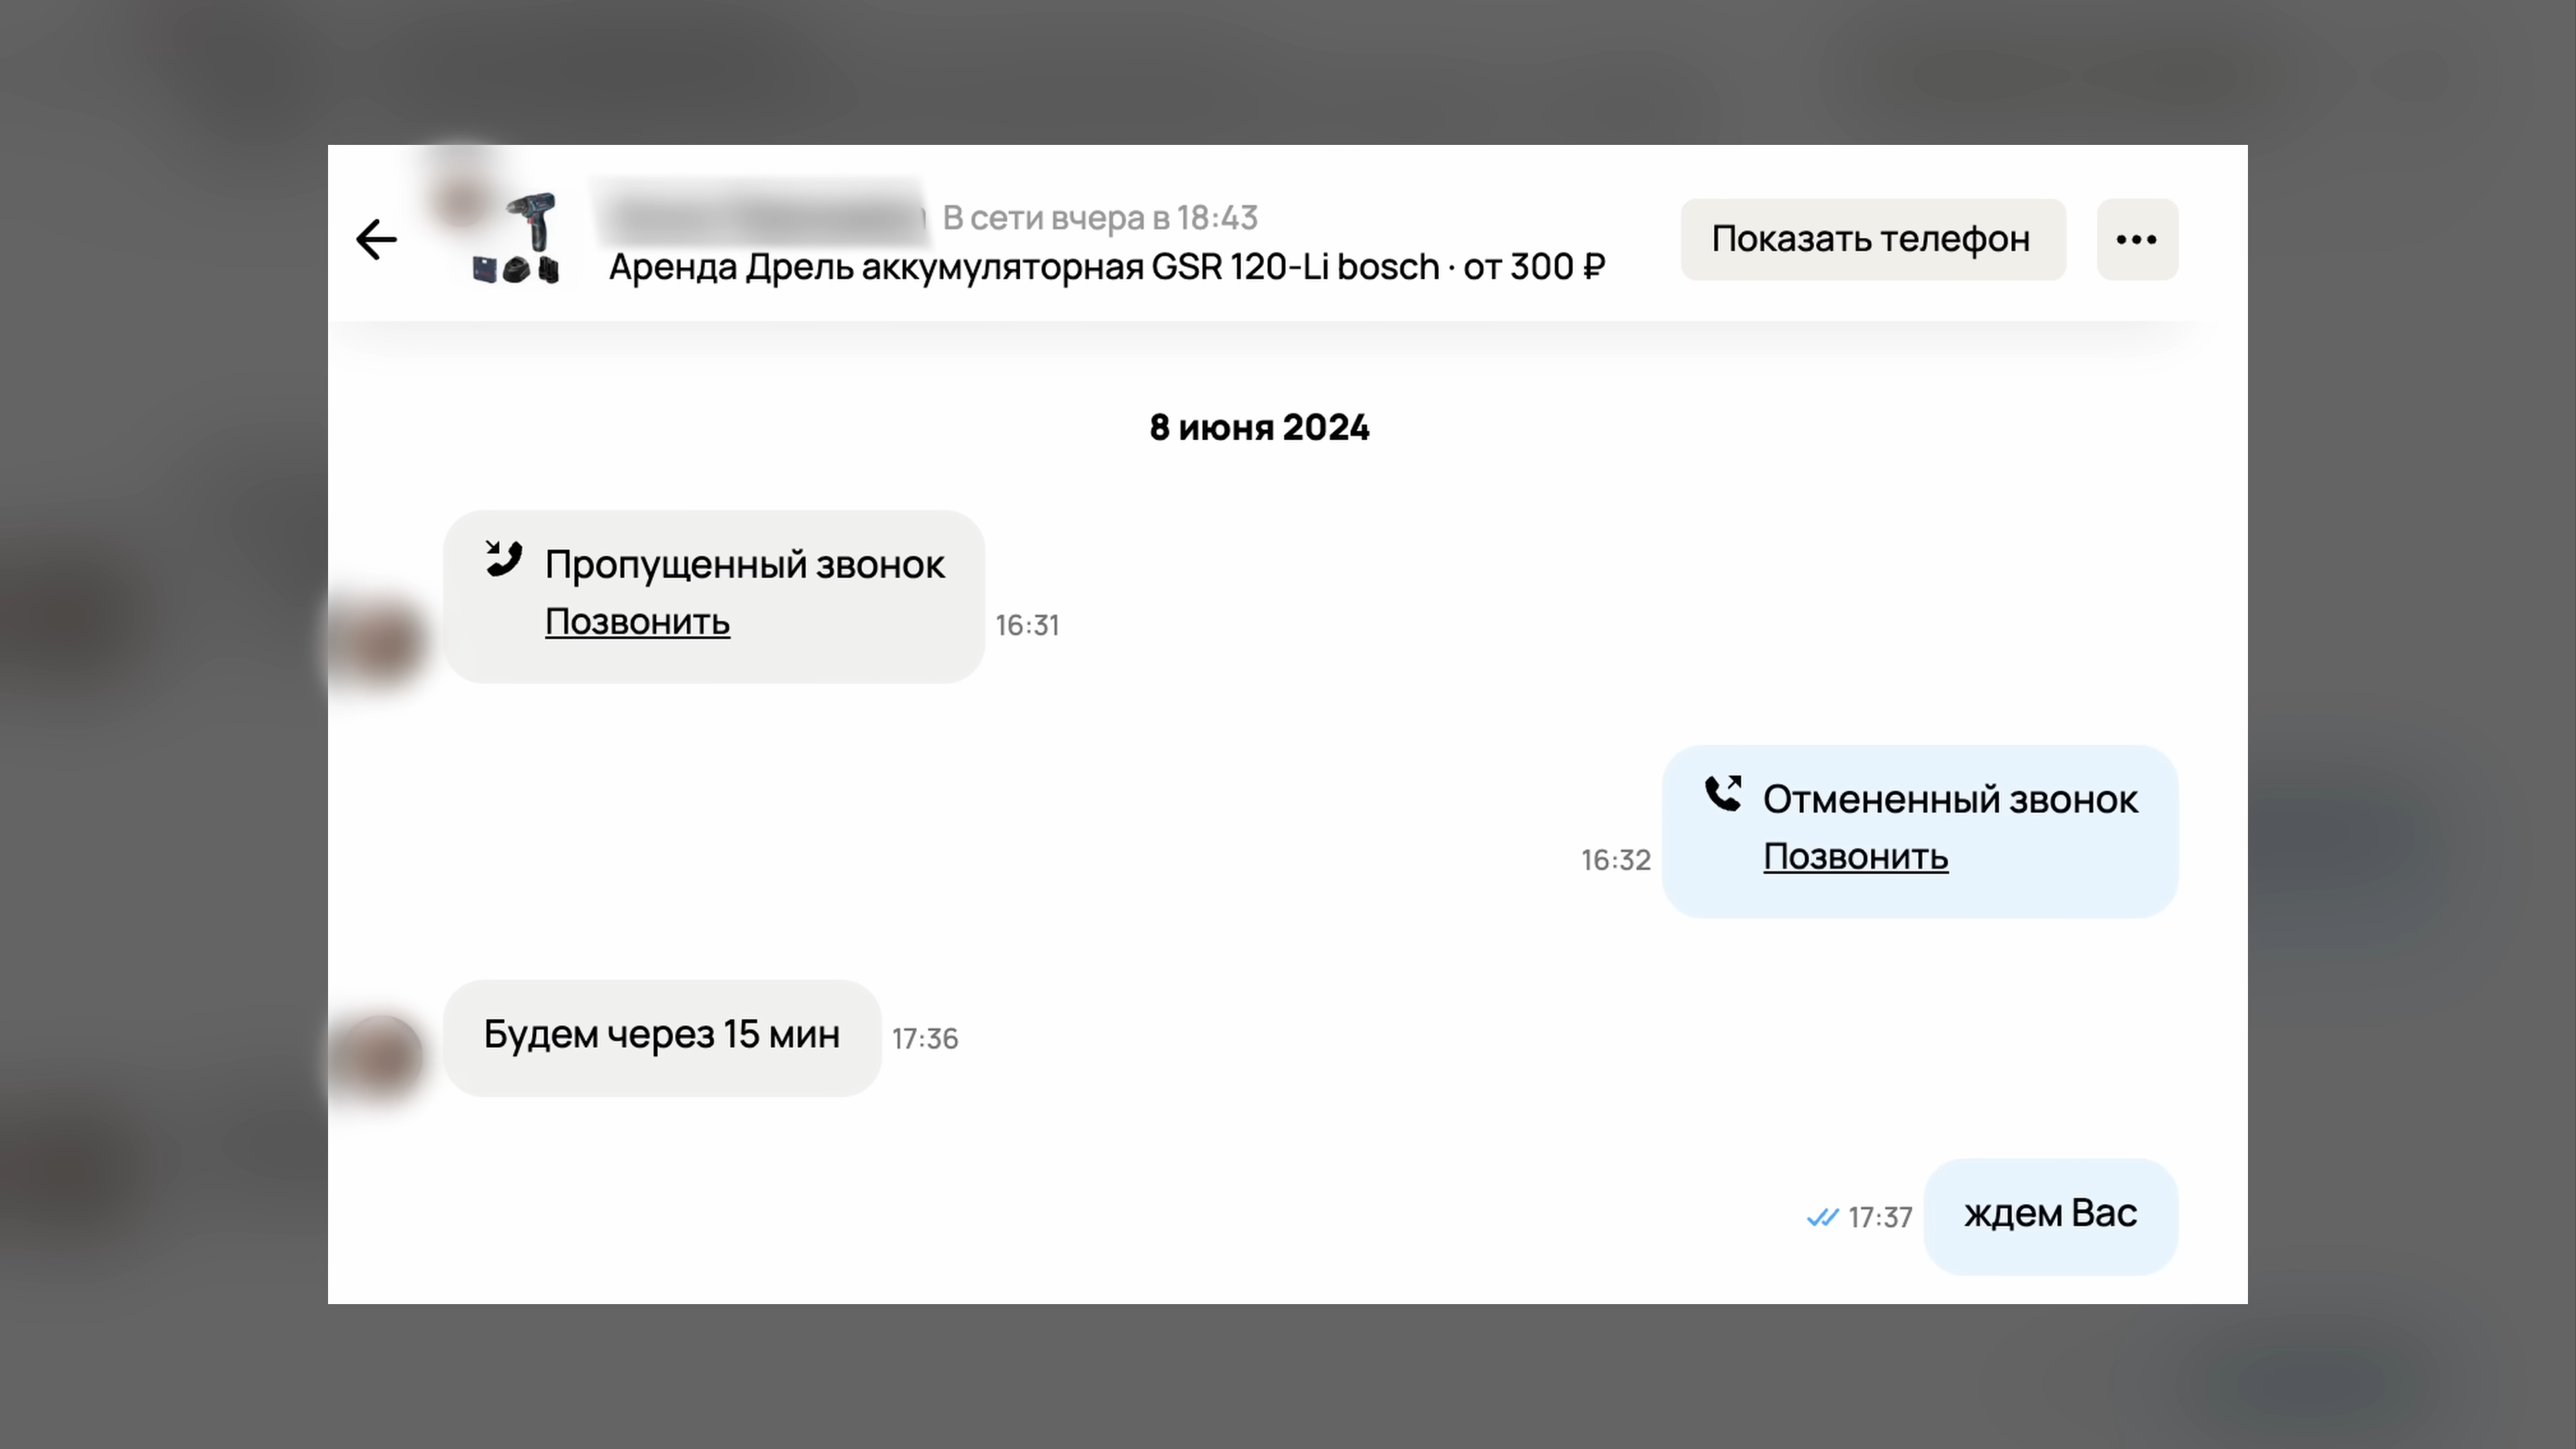 В сети вчера в 18:43
Аренда Дрель аккумуляторная GSR 120-Li bosch · от 300 ₽
Показать телефон
8 июня 2024
Пропущенный звонок
Позвонить
16:31
Отмененный звонок
Позвонить
16:32
Будем через 15 мин
17:36
ждем Вас
17:37